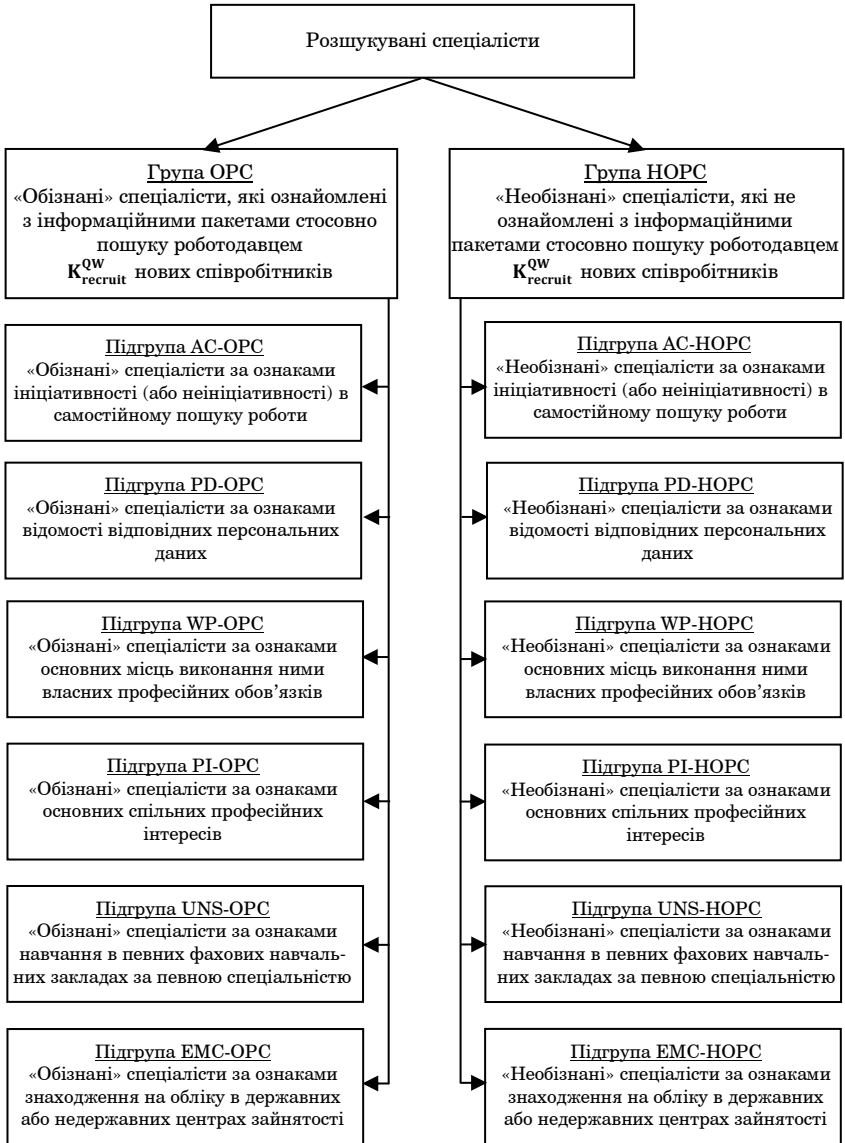 Розшукувані спеціалісти
Група ОРС
«Обізнані» спеціалісти, які ознайомлені
з інформаційними пакетами стосовно
пошуку роботодавцем
K^QW_recruit нових співробітників
Група НОРС
«Необізнані» спеціалісти, які не
ознайомлені з інформаційними
пакетами стосовно пошуку роботодавцем
K^QW_recruit нових співробітників
Підгрупа AC-ОРС
«Обізнані» спеціалісти за ознаками
ініціативності (або неініціативності) в
самостійному пошуку роботи
Підгрупа AC-НОРС
«Необізнані» спеціалісти за ознаками
ініціативності (або неініціативності) в
самостійному пошуку роботи
Підгрупа PD-ОРС
«Обізнані» спеціалісти за ознаками
відомості відповідних персональних
даних
Підгрупа PD-НОРС
«Необізнані» спеціалісти за ознаками
відомості відповідних персональних
даних
Підгрупа WP-ОРС
«Обізнані» спеціалісти за ознаками
основних місць виконання ними
власних професійних обов’язків
Підгрупа WP-НОРС
«Необізнані» спеціалісти за ознаками
основних місць виконання ними
власних професійних обов’язків
Підгрупа PI-ОРС
«Обізнані» спеціалісти за ознаками
основних спільних професійних
інтересів
Підгрупа PI-НОРС
«Необізнані» спеціалісти за ознаками
основних спільних професійних
інтересів
Підгрупа UNS-ОРС
«Обізнані» спеціалісти за ознаками
навчання в певних фахових навчаль-
них закладах за певною спеціальністю
Підгрупа UNS-НОРС
«Необізнані» спеціалісти за ознаками
навчання в певних фахових навчаль-
них закладах за певною спеціальністю
Підгрупа EMC-ОРС
«Обізнані» спеціалісти за ознаками
знаходження на обліку в державних
або недержавних центрах зайнятості
Підгрупа EMC-НОРС
«Необізнані» спеціалісти за ознаками
знаходження на обліку в державних
або недержавних центрах зайнятості